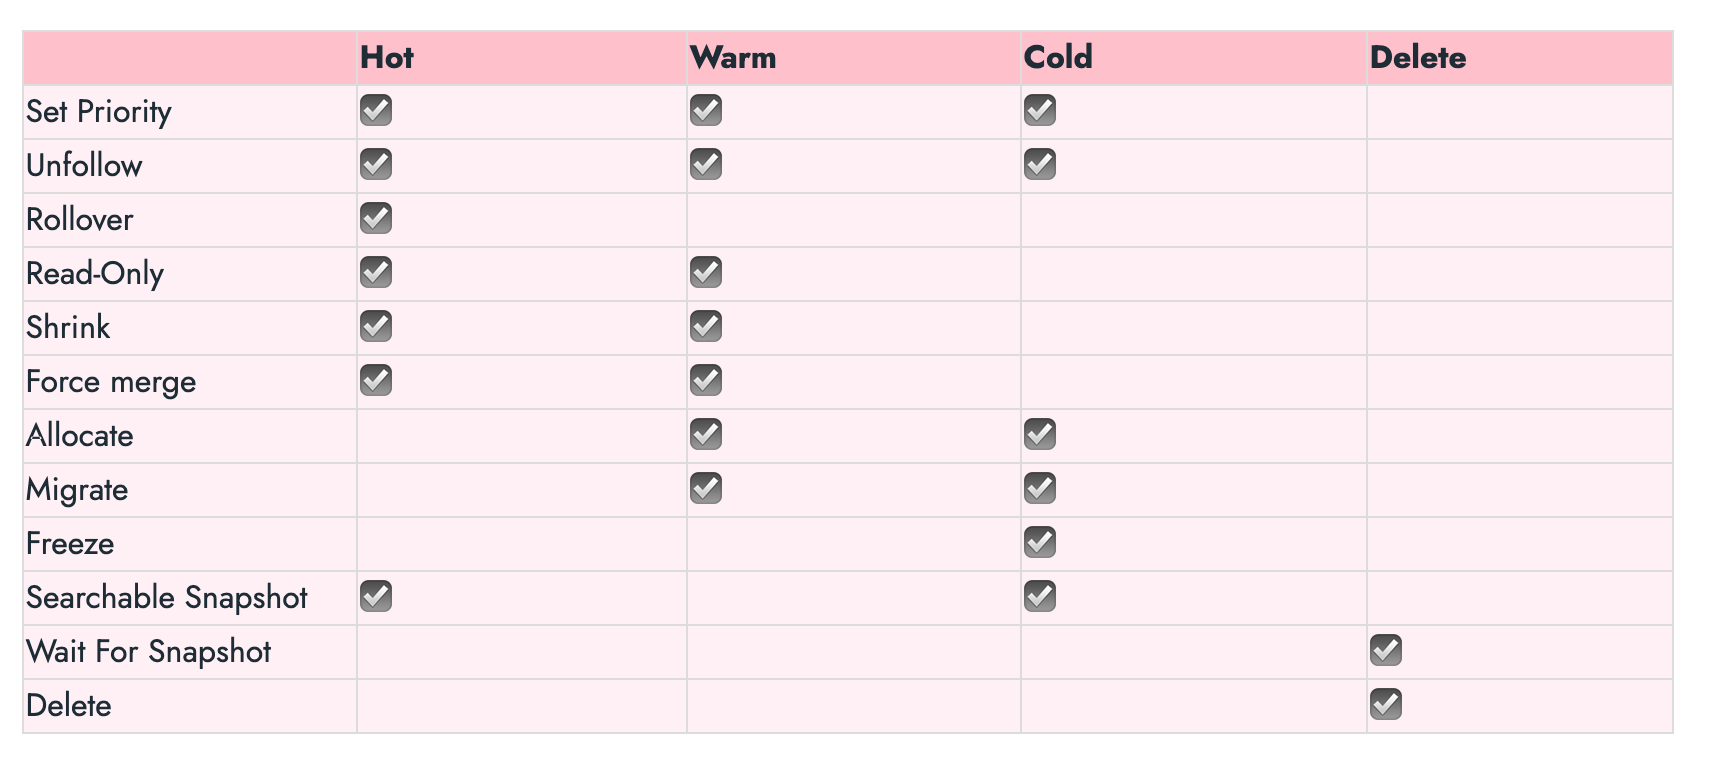 Hot Warm Cold Delete
Set Priority ✔ ✔ ✔
Unfollow ✔ ✔ ✔
Rollover ✔
Read-Only ✔ ✔
Shrink ✔ ✔
Force merge ✔ ✔
Allocate ✔ ✔
Migrate ✔ ✔
Freeze ✔
Searchable Snapshot ✔ ✔
Wait For Snapshot ✔
Delete ✔